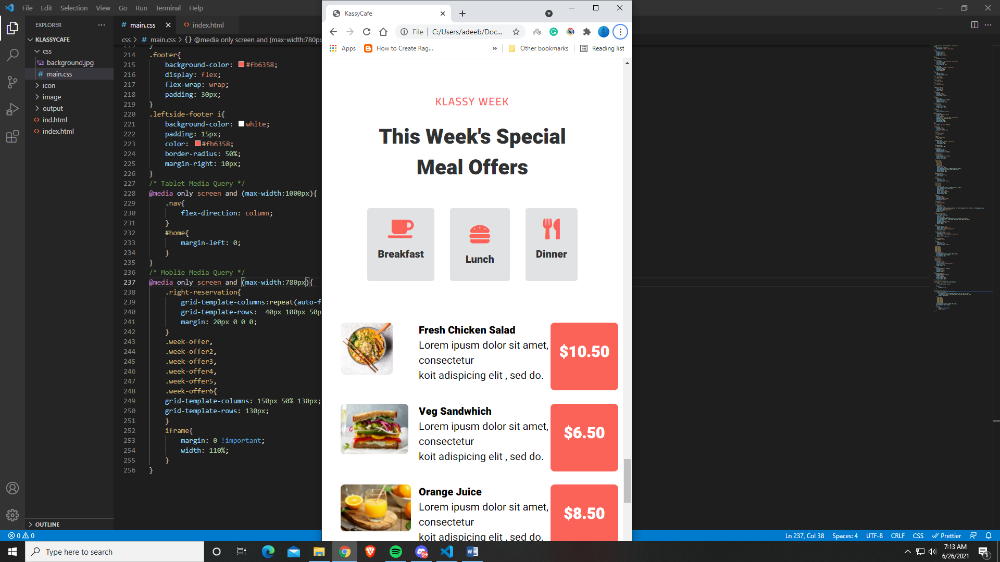 File Edit Selection View Go Run Terminal Help
EXPLORER
KLASSYCAFE
css
background.jpg
# main.css
icon
image
output
<> ind.html
<> index.html
OUTLINE
# main.css
<> index.html
css > # main.css > {} @media only screen and (max-width:780px
213 }
214 .footer{
215 background-color: #fb6358;
216 display: flex;
217 flex-wrap: wrap;
218 padding: 30px;
219 }
220 .leftside-footer i{
221 background-color: white;
222 padding: 15px;
223 color: #fb6358;
224 border-radius: 50%;
225 margin-right: 10px;
226 }
227 /* Tablet Media Query */
228 @media only screen and (max-width:1000px){
229 .nav{
230 flex-direction: column;
231 }
232 #home{
233 margin-left: 0;
234 }
235 }
236 /* Moblie Media Query */
237 @media only screen and (max-width:780px){
238 .right-reservation{
239 grid-template-columns:repeat(auto-f
240 grid-template-rows: 40px 100px 50p
241 margin: 20px 0 0 0;
242 }
243 .week-offer,
244 .week-offer2,
245 .week-offer3,
246 .week-offer4,
247 .week-offer5,
248 .week-offer6{
249 grid-template-columns: 150px 50% 130px;
250 grid-template-rows: 130px;
251 }
252 iframe{
253 margin: 0 !important;
254 width: 110%;
255 }
256 }
KassyCafe
File C:/Users/adeeb/Doc...
Apps How to Create Rag... » Other bookmarks Reading list
KLASSY WEEK
This Week's Special
Meal Offers
Breakfast
Lunch
Dinner
Fresh Chicken Salad
Lorem ipusm dolor sit amet,
consectetur
koit adispicing elit , sed do.
$10.50
Veg Sandwhich
Lorem ipusm dolor sit amet,
consectetur
koit adispicing elit , sed do.
$6.50
Orange Juice
Lorem ipusm dolor sit amet,
consectetur
koit adispicing elit , sed do.
$8.50
0 0
Ln 237, Col 38 Spaces: 4 UTF-8 CRLF CSS Prettier
Type here to search
9+
7:13 AM
6/26/2021
1